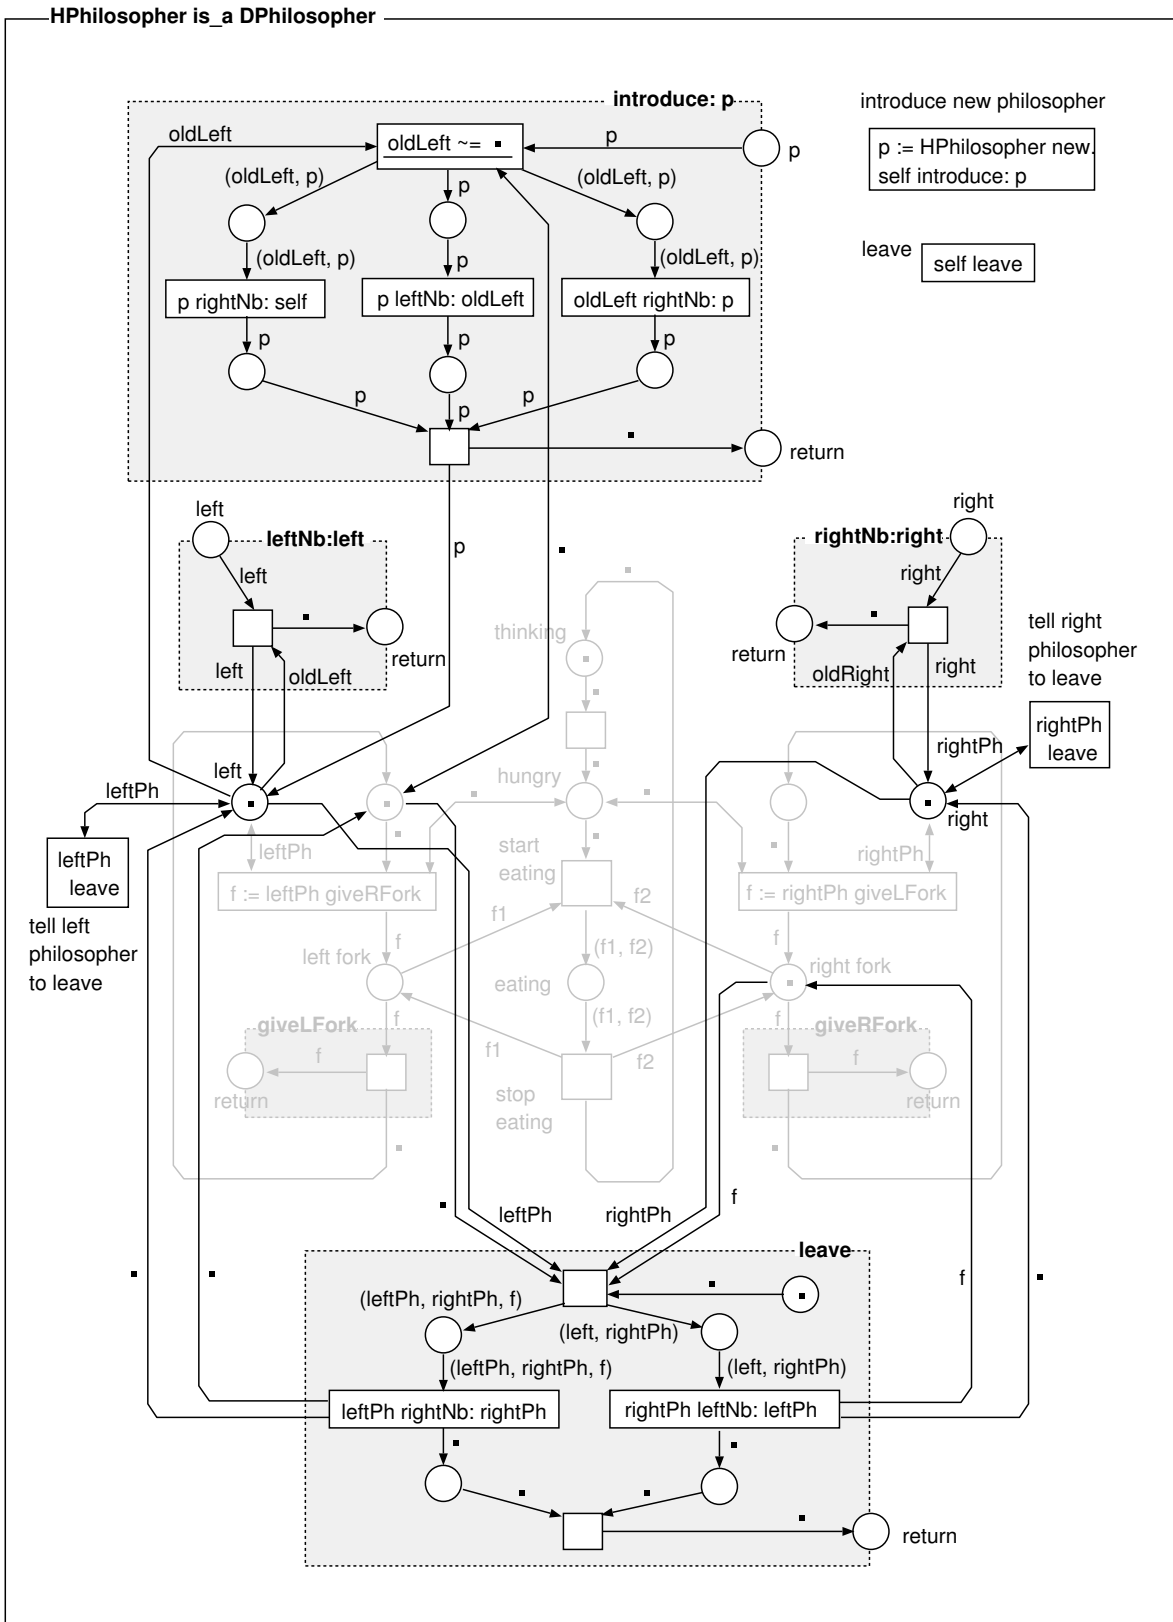 HPhilosopher is_a DPhilosopher
introduce: p
introduce new philosopher
oldLeft
oldLeft ~= 
p
p
p := HPhilosopher new.
self introduce: p
(oldLeft, p)
p
(oldLeft, p)
leave
self leave
(oldLeft, p)
p
(oldLeft, p)
p rightNb: self
p leftNb: oldLeft
oldLeft rightNb: p
p
p
p
p
p
p
return
left
leftNb:left
p
rightNb:right
right
left
right
thinking
return
return
tell right
philosopher
to leave
left
oldLeft
oldRight
right
rightPh
leave
rightPh
left
hungry
leftPh
right
leftPh
leave
leftPh
start
eating
rightPh
f := leftPh giveRFork
f := rightPh giveLFork
tell left
philosopher
to leave
f1
f2
f
f
left fork
(f1, f2)
right fork
eating
(f1, f2)
giveLFork
f
f
giveRFork
f
f1
f2
f
return
stop
eating
return
leftPh
rightPh
f
leave
(leftPh, rightPh, f)
(left, rightPh)
f
(leftPh, rightPh, f)
(left, rightPh)
leftPh rightNb: rightPh
rightPh leftNb: leftPh
return